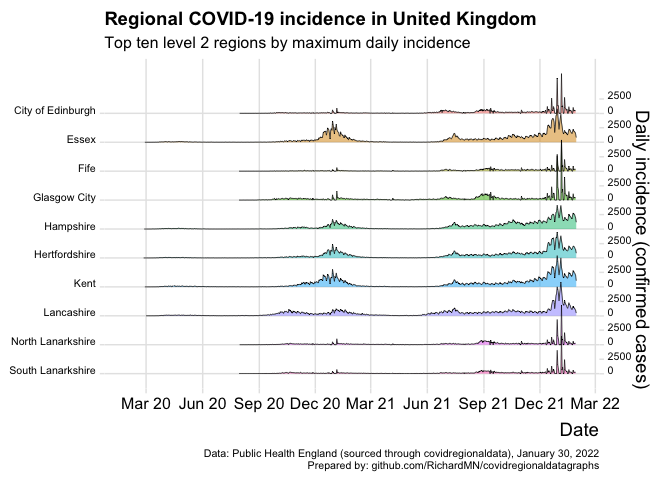 Regional COVID-19 incidence in United Kingdom
Top ten level 2 regions by maximum daily incidence
City of Edinburgh
Essex
Fife
Glasgow City
Hampshire
Hertfordshire
Kent
Lancashire
North Lanarkshire
South Lanarkshire
2500
0
2500
0
2500
0
2500
0
2500
0
2500
0
2500
0
2500
0
2500
0
2500
0
Daily incidence (confirmed cases)
Mar 20 Jun 20 Sep 20 Dec 20 Mar 21 Jun 21 Sep 21 Dec 21 Mar 22
Date
Data: Public Health England (sourced through covidregionaldata), January 30, 2022
Prepared by: github.com/RichardMN/covidregionaldatagraphs